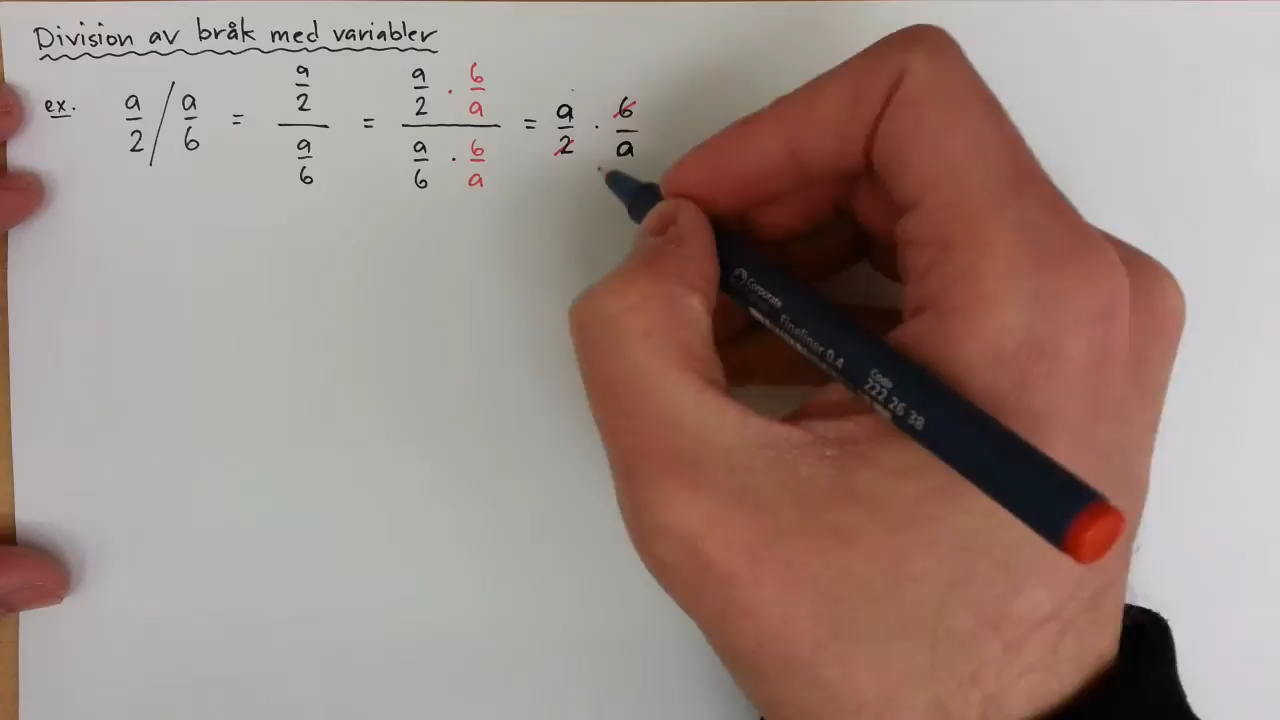 Division av bråk med variabler
ex. a/2 / a/6 = (a/2)/(a/6) = (a/2 · 6/a)/(a/6 · 6/a) = a/2 · 6/a
Corporate
Fineliner 0.4
Code
222 26 38